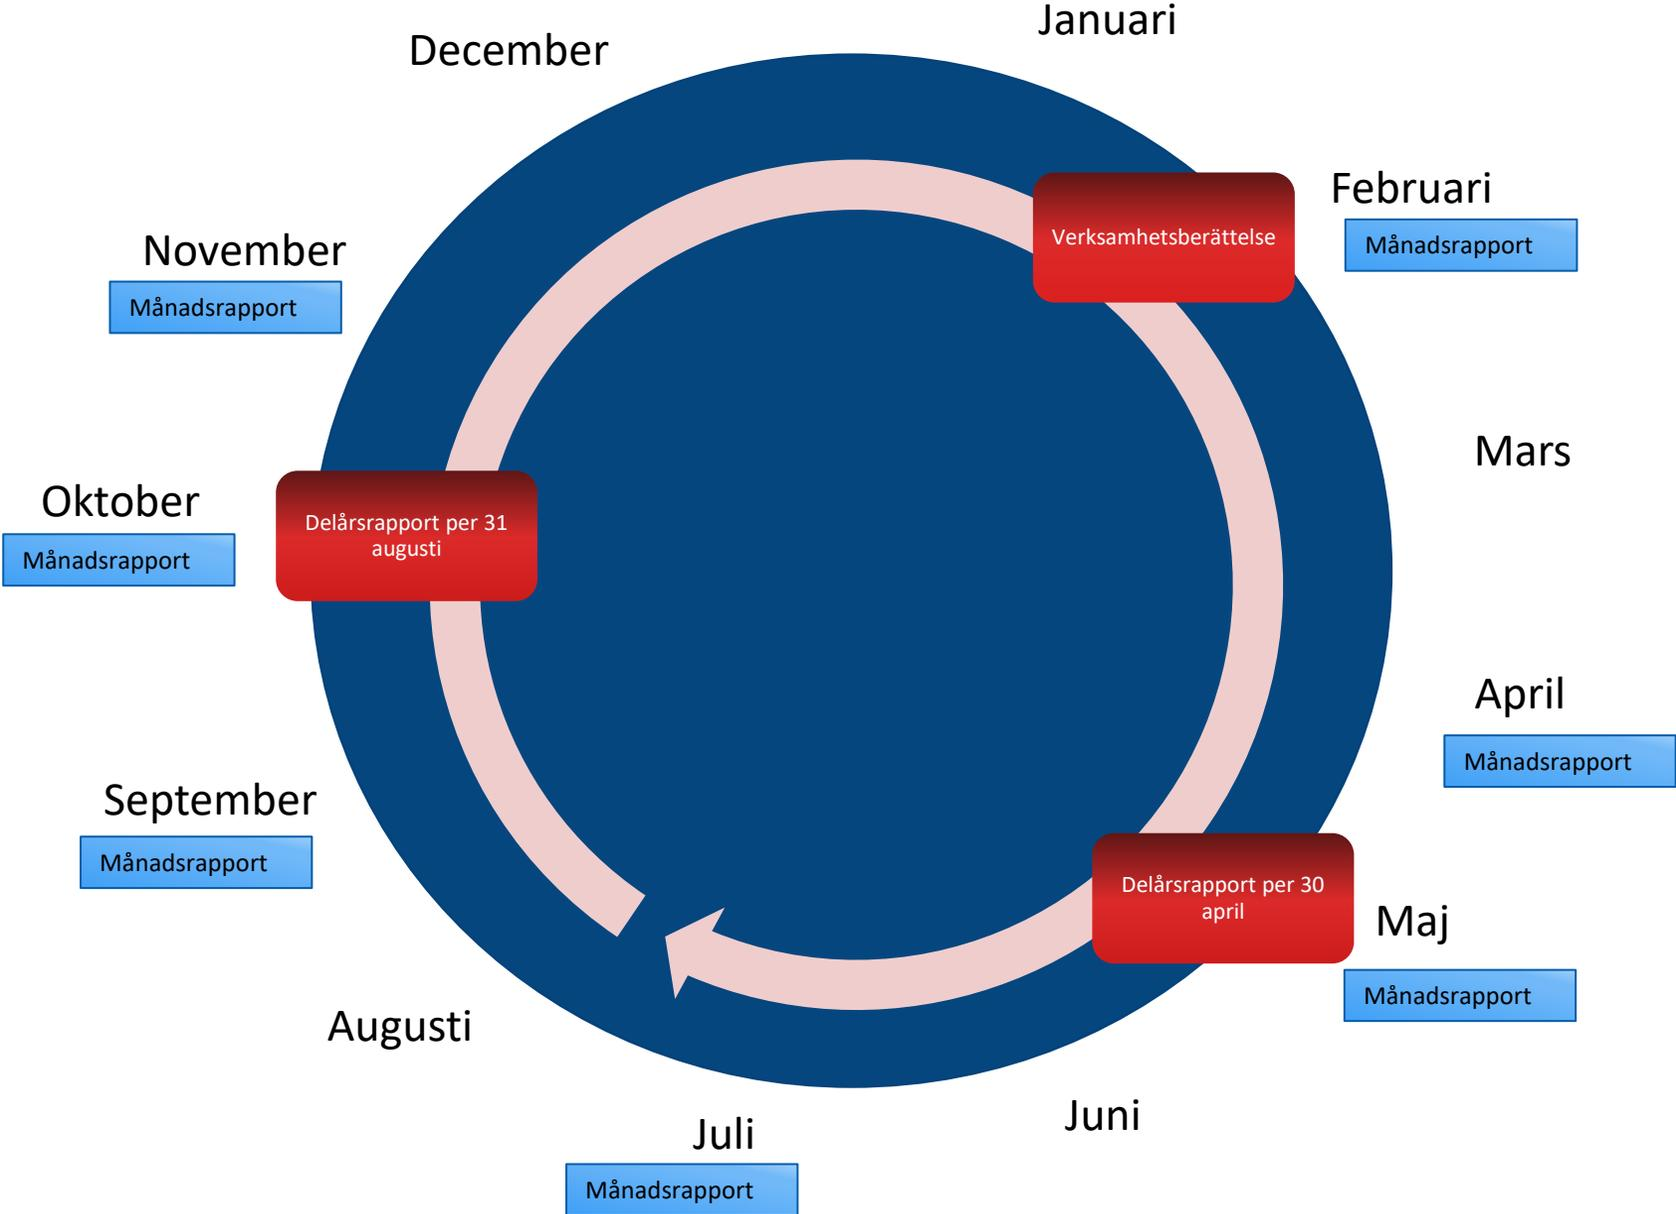 Januari
December
Februari
Verksamhetsberättelse
Månadsrapport
November
Månadsrapport
Mars
Oktober
Månadsrapport
Delårsrapport per 31
augusti
April
Månadsrapport
September
Månadsrapport
Delårsrapport per 30
april
Maj
Månadsrapport
Augusti
Juni
Juli
Månadsrapport